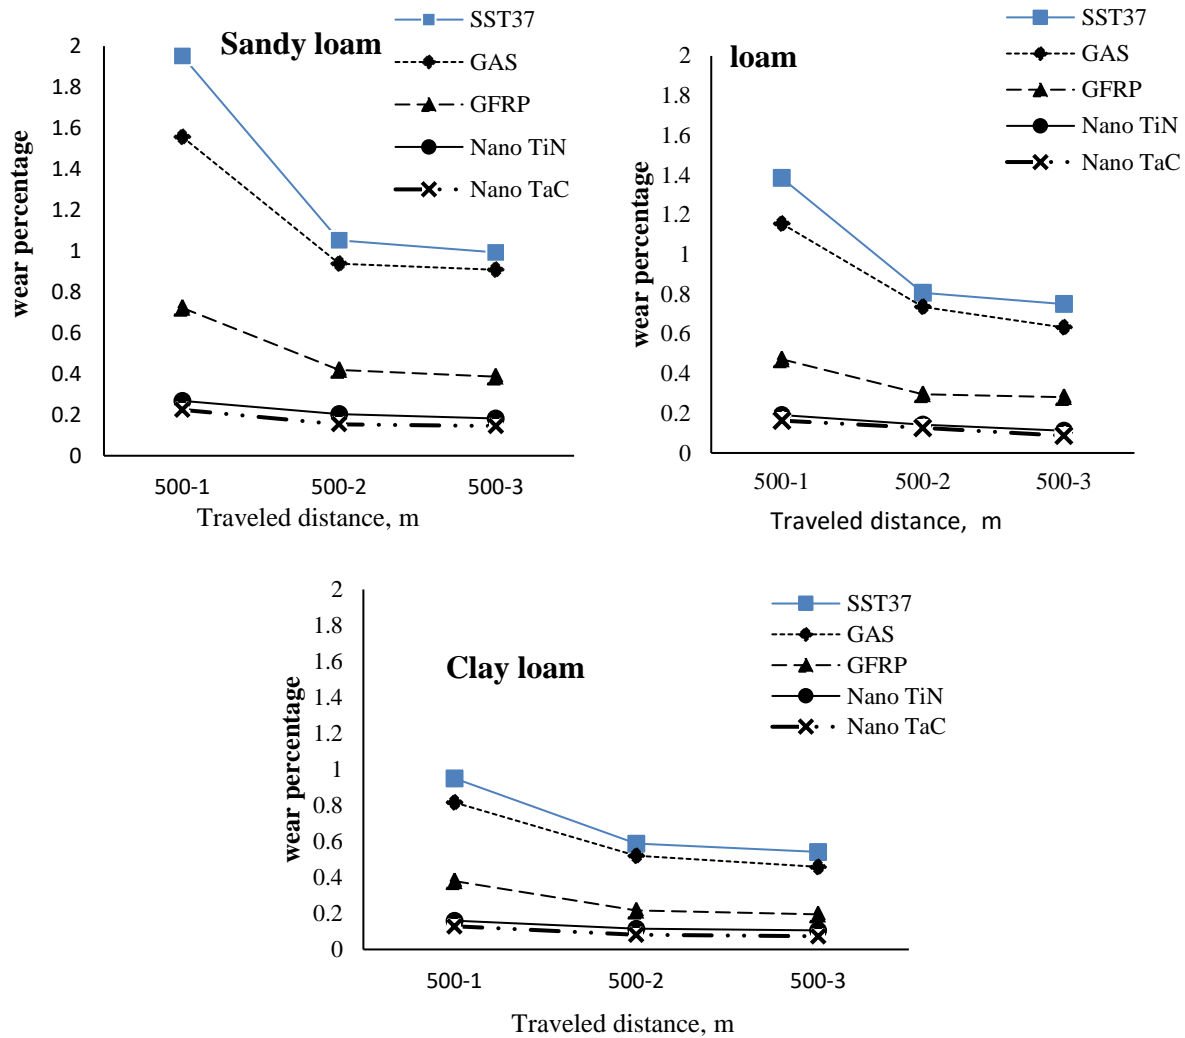 Sandy loam
SST37
GAS
GFRP
Nano TiN
Nano TaC
wear percentage
2
1.8
1.6
1.4
1.2
1
0.8
0.6
0.4
0.2
0
500-1 500-2 500-3
Traveled distance, m
loam
SST37
GAS
GFRP
Nano TiN
Nano TaC
wear percentage
2
1.8
1.6
1.4
1.2
1
0.8
0.6
0.4
0.2
0
500-1 500-2 500-3
Traveled distance, m
Clay loam
SST37
GAS
GFRP
Nano TiN
Nano TaC
wear percentage
2
1.8
1.6
1.4
1.2
1
0.8
0.6
0.4
0.2
0
500-1 500-2 500-3
Traveled distance, m